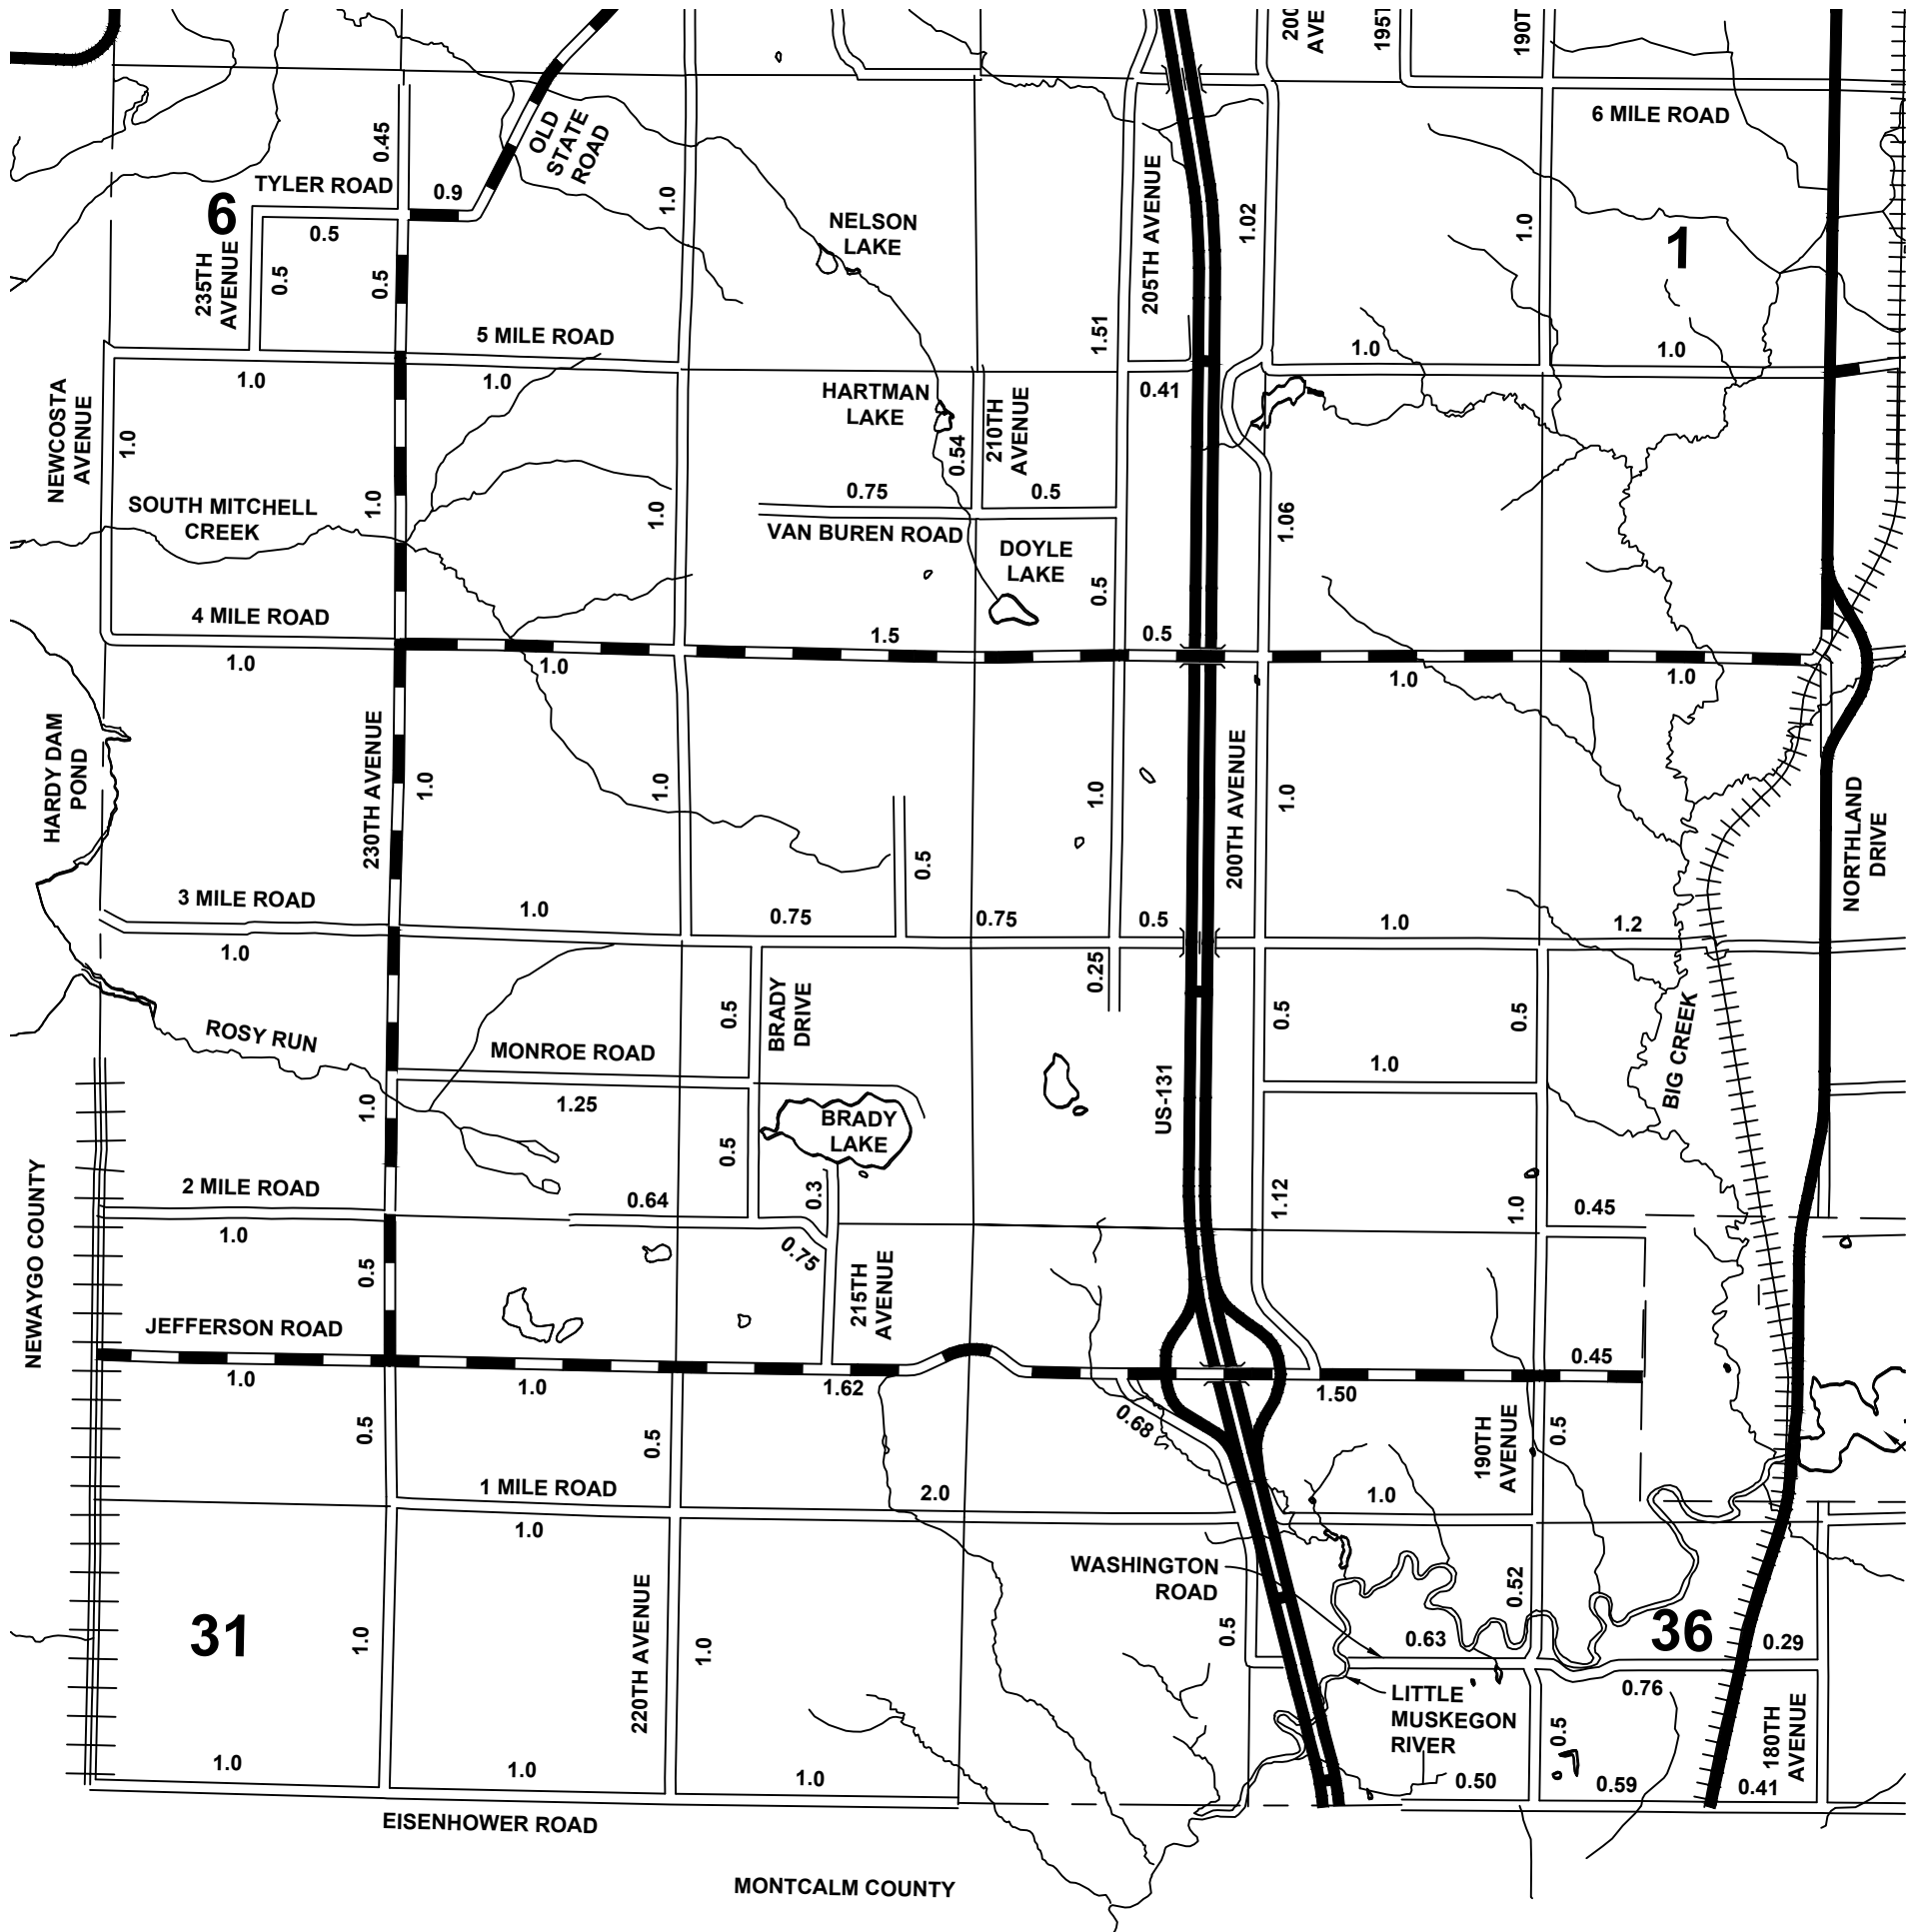 200
AVE
195T
190T
6 MILE ROAD
OLD
STATE
ROAD
0.45
TYLER ROAD
0.9
6
0.5
235TH
AVENUE
0.5
0.5
1.0
NELSON
LAKE
205TH AVENUE
1.02
1.0
1
5 MILE ROAD
1.51
1.0
1.0
1.0
1.0
HARTMAN
LAKE
0.41
NEWCOSTA
AVENUE
1.0
210TH
AVENUE
0.54
SOUTH MITCHELL
CREEK
1.0
1.0
0.75
0.5
VAN BUREN ROAD
1.06
DOYLE
LAKE
0.5
4 MILE ROAD
1.5
0.5
1.0
1.0
1.0
1.0
HARDY DAM
POND
230TH AVENUE
1.0
1.0
1.0
200TH AVENUE
1.0
NORTHLAND
DRIVE
0.5
3 MILE ROAD
1.0
0.75
0.75
0.5
1.0
1.2
1.0
0.25
ROSY RUN
0.5
BRADY
DRIVE
0.5
0.5
BIG CREEK
MONROE ROAD
1.0
1.25
1.0
US-131
BRADY
LAKE
0.5
NEWAYGO COUNTY
2 MILE ROAD
0.64
0.3
1.12
1.0
0.45
1.0
0.75
0.5
215TH
AVENUE
JEFFERSON ROAD
1.0
1.0
1.62
1.50
0.45
0.68
0.5
0.5
190TH
AVENUE
0.5
1 MILE ROAD
2.0
1.0
1.0
WASHINGTON
ROAD
0.52
31
1.0
220TH AVENUE
1.0
0.5
0.63
36
0.29
0.76
LITTLE
MUSKEGON
RIVER
0.5
180TH
AVENUE
1.0
1.0
1.0
0.50
0.59
0.41
EISENHOWER ROAD
MONTCALM COUNTY